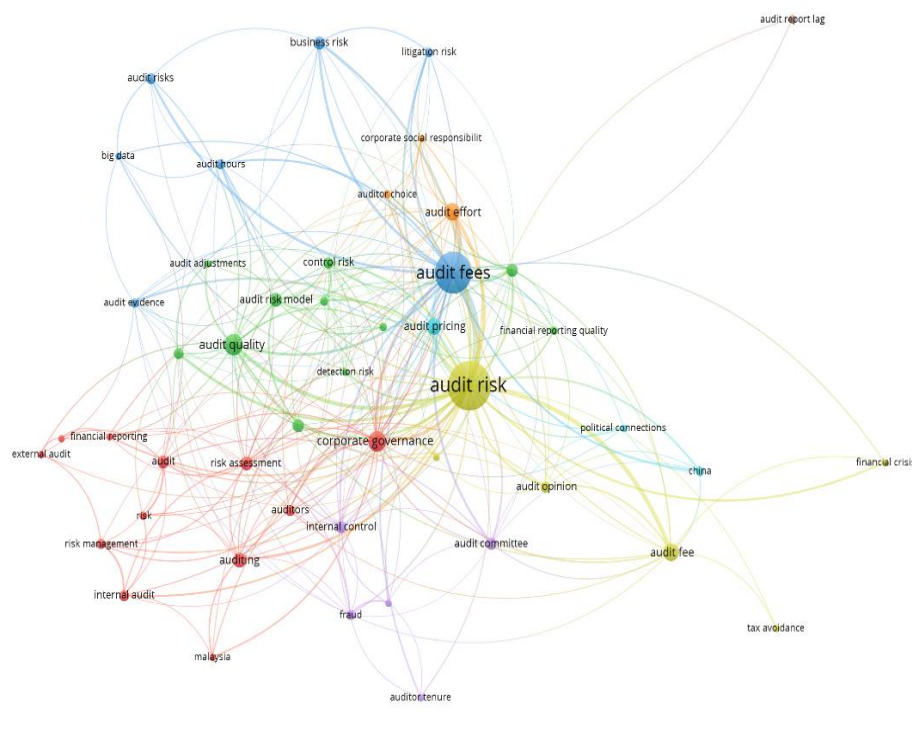 audit report lag
business risk
litigation risk
audit risks
corporate social responsibilit
big data
audit hours
auditor choice
audit effort
audit adjustments
control risk
audit fees
audit evidence
audit risk model
audit pricing
financial reporting quality
audit quality
detection risk
audit risk
political connections
financial reporting
corporate governance
external audit
audit
risk assessment
financial crisis
china
audit opinion
risk
auditors
internal control
risk management
audit committee
audit fee
auditing
internal audit
fraud
tax avoidance
malaysia
auditor tenure